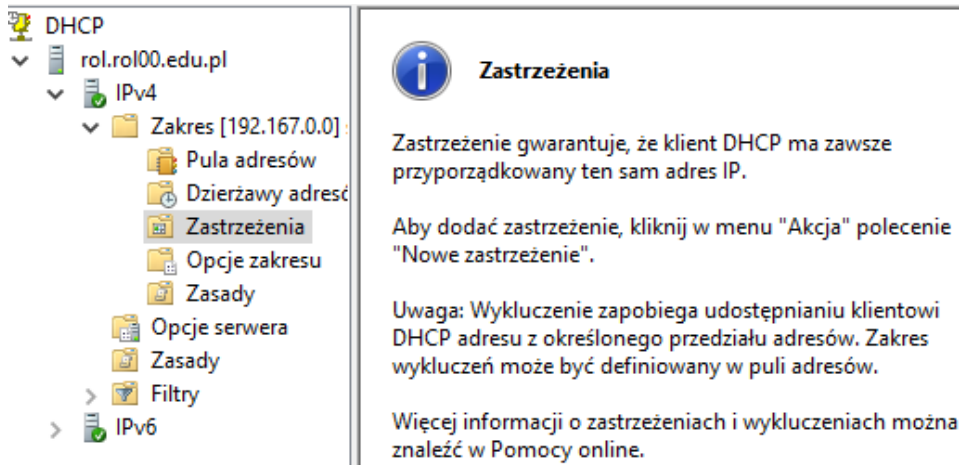 DHCP
rol.rol00.edu.pl
IPv4
Zakres [192.167.0.0]
Pula adresów
Dzierżawy
Zastrzeżenia
Opcje zakresu
Zasady
Opcje serwera
Zasady
Filtry
IPv6
Zastrzeżenia
Zastrzeżenie gwarantuje, że klient DHCP ma zawsze
przyporządkowany ten sam adres IP.
Aby dodać zastrzeżenie, kliknij w menu "Akcja" polecenie
"Nowe zastrzeżenie".
Uwaga: Wykluczenie zapobiega udostępnianiu klientowi
DHCP adresu z określonego przedziału adresów. Zakres
wykluczeń może być definiowany w puli adresów.
Więcej informacji o zastrzeżeniach i wykluczeniach można
znaleźć w Pomocy online.